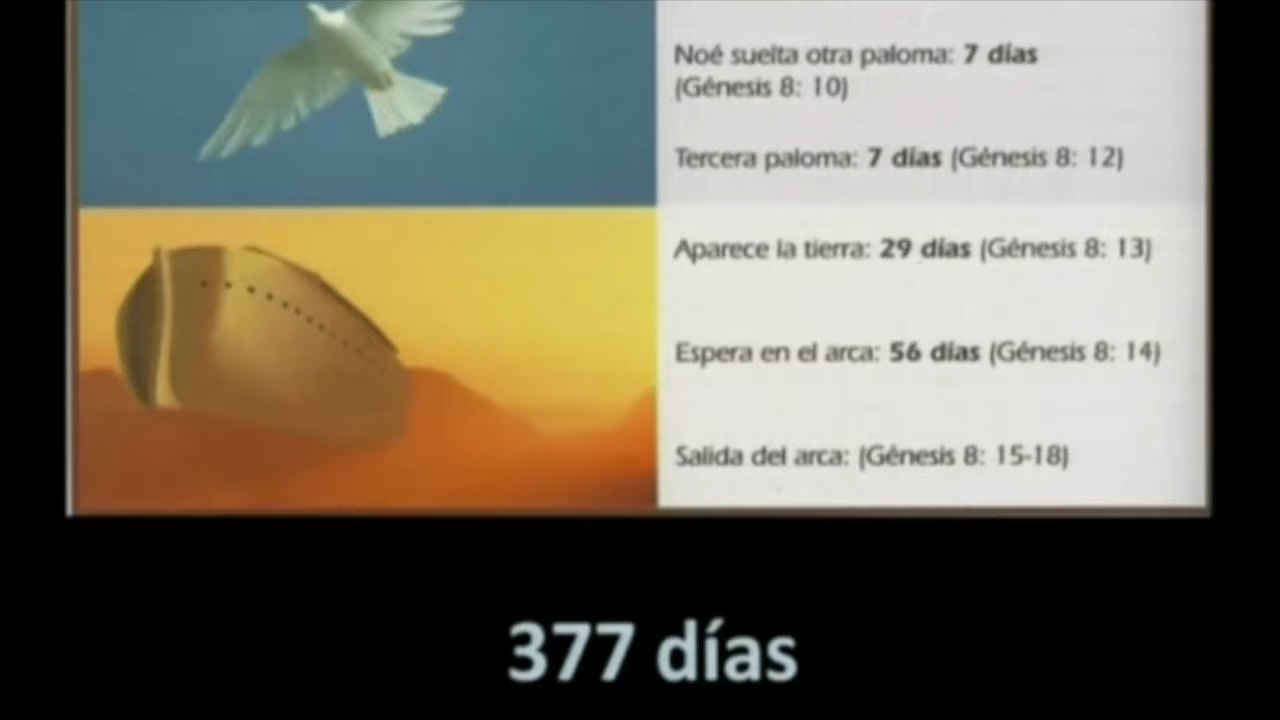 Noé suelta otra paloma: 7 días
(Génesis 8: 10)
Tercera paloma: 7 días (Génesis 8: 12)
Aparece la tierra: 29 días (Génesis 8: 13)
Espera en el arca: 56 días (Génesis 8: 14)
Salida del arca: (Génesis 8: 15-18)
377 días